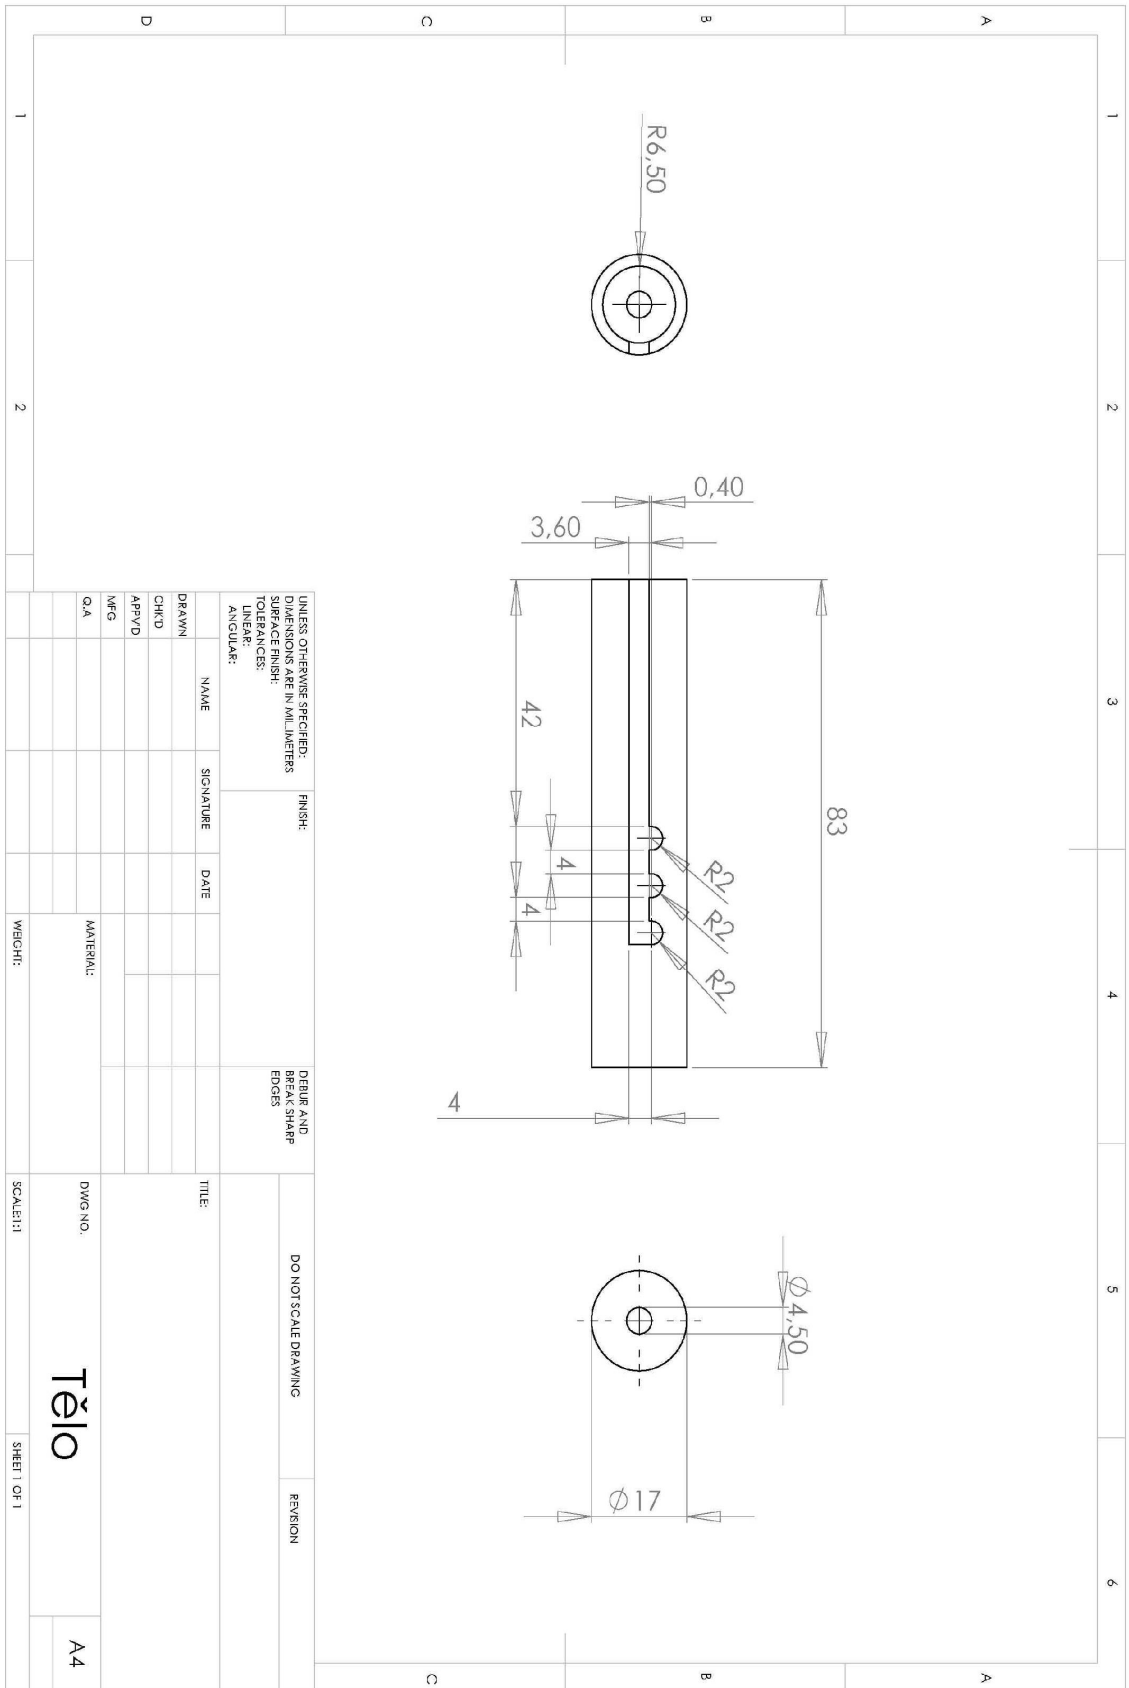 D
C
B
A
1
1
2
2
3
4
5
6
C
B
A
R6,50
0,40
3,60
42
4
4
R2
R2
R2
83
4
Ø4,50
Ø17
UNLESS OTHERWISE SPECIFIED:
DIMENSIONS ARE IN MILLIMETERS
SURFACE FINISH:
TOLERANCES:
LINEAR:
ANGULAR:
FINISH:
DEBUR AND
BREAK SHARP
EDGES
DO NOT SCALE DRAWING
REVISION
NAME
SIGNATURE
DATE
TITLE:
DRAWN
CHK'D
APPV'D
MFG
Q.A
MATERIAL:
DWG NO.
Tělo
A4
WEIGHT:
SCALE:1:1
SHEET 1 OF 1